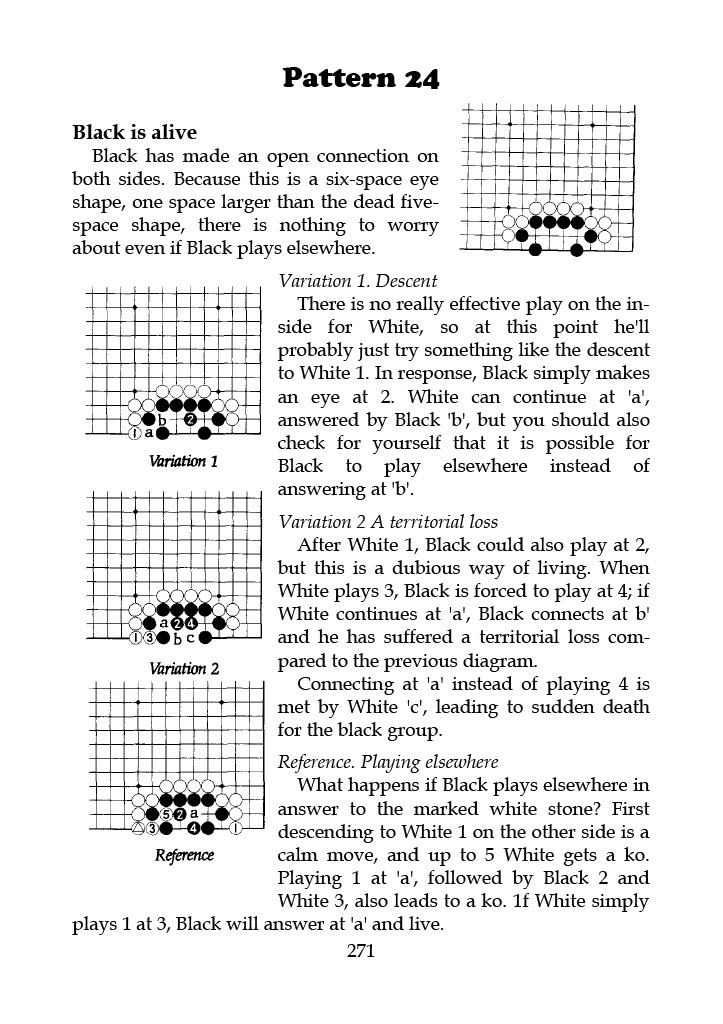 Pattern 24
Black is alive
Black has made an open connection on
both sides. Because this is a six-space eye
shape, one space larger than the dead five-
space shape, there is nothing to worry
about even if Black plays elsewhere.
Variation 1. Descent
There is no really effective play on the in-
side for White, so at this point he'll
probably just try something like the descent
to White 1. In response, Black simply makes
an eye at 2. White can continue at 'a',
answered by Black 'b', but you should also
check for yourself that it is possible for
Black to play elsewhere instead of
answering at 'b'.
b 2
1 a
Variation 1
Variation 2 A territorial loss
After White 1, Black could also play at 2,
but this is a dubious way of living. When
White plays 3, Black is forced to play at 4; if
White continues at 'a', Black connects at b'
and he has suffered a territorial loss com-
pared to the previous diagram.
Connecting at 'a' instead of playing 4 is
met by White 'c', leading to sudden death
for the black group.
a 2 4
1 3 b c
Variation 2
Reference. Playing elsewhere
What happens if Black plays elsewhere in
answer to the marked white stone? First
descending to White 1 on the other side is a
calm move, and up to 5 White gets a ko.
Playing 1 at 'a', followed by Black 2 and
White 3, also leads to a ko. 1f White simply
plays 1 at 3, Black will answer at 'a' and live.
5 2 a
3 4 1
Reference
271